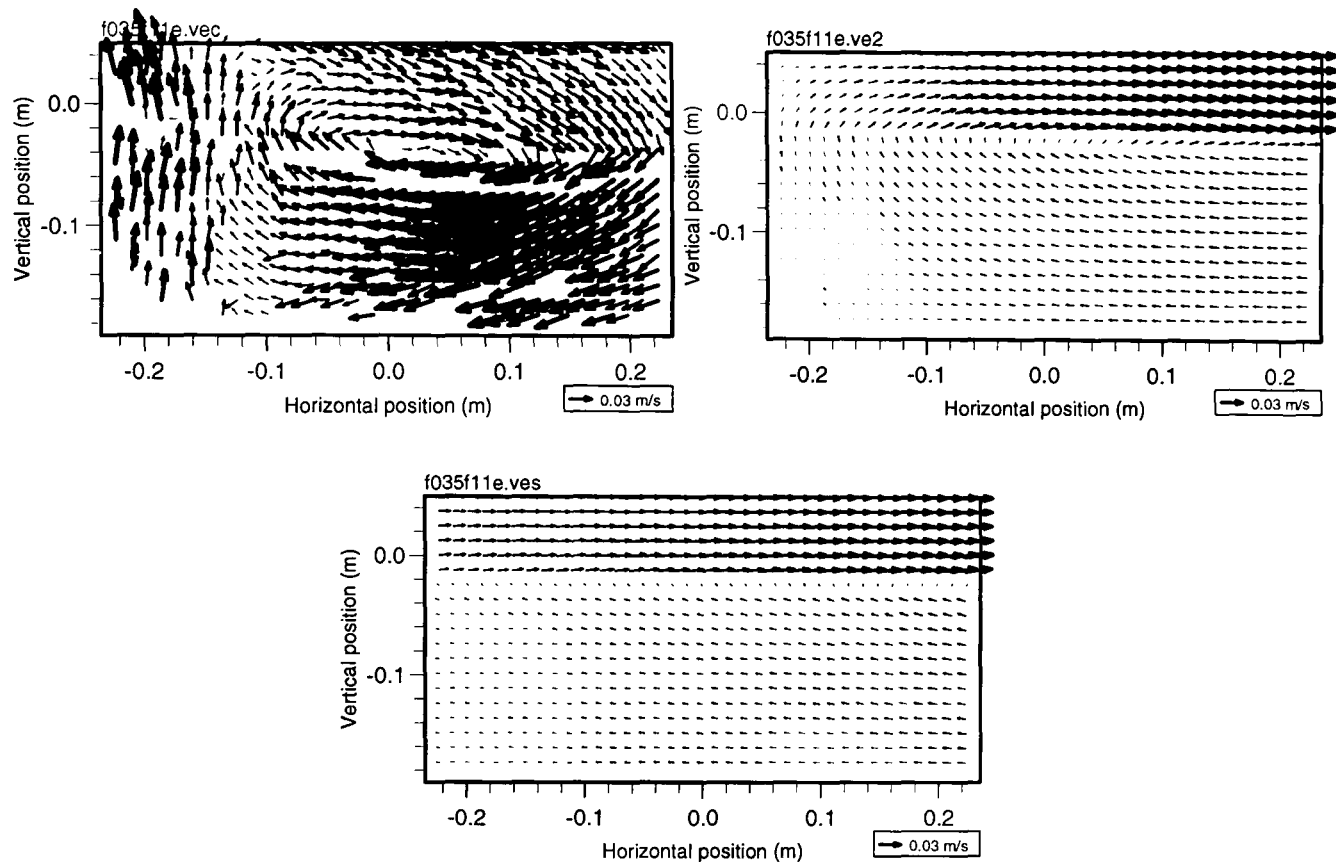 f035f11e.vec
Vertical position (m)
0.0
-0.1
-0.2
-0.1
0.0
0.1
0.2
Horizontal position (m)
0.03 m/s
f035f11e.ve2
Vertical position (m)
0.0
-0.1
-0.2
-0.1
0.0
0.1
0.2
Horizontal position (m)
0.03 m/s
f035f11e.ves
Vertical position (m)
0.0
-0.1
-0.2
-0.1
0.0
0.1
0.2
Horizontal position (m)
0.03 m/s